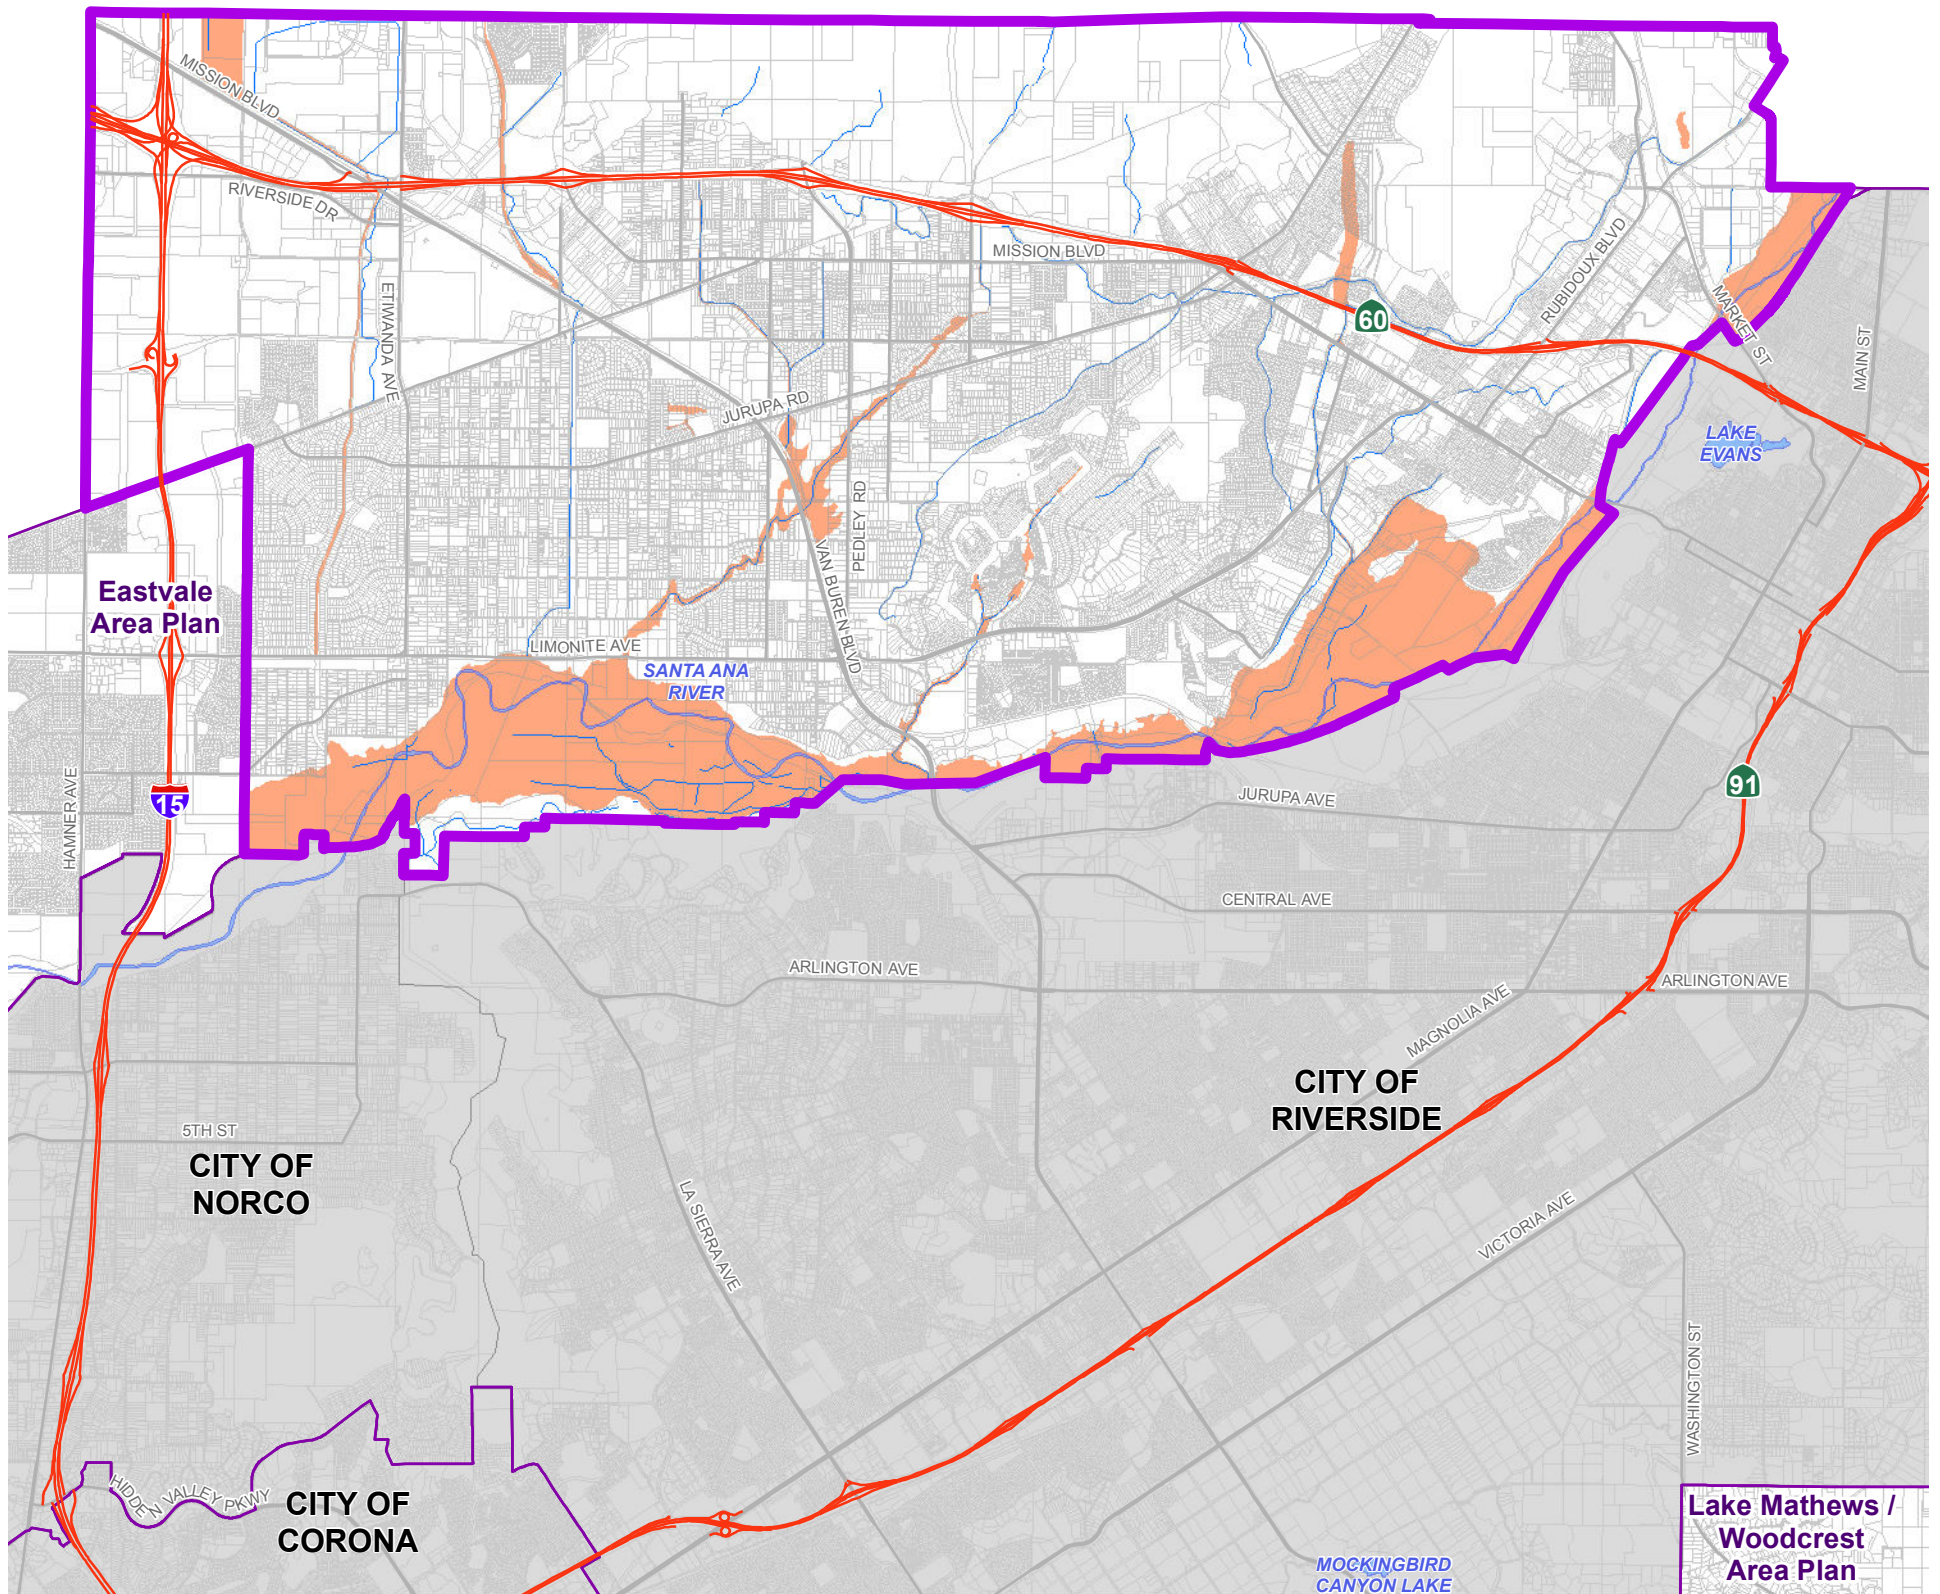 MISSION BLVD
RIVERSIDE DR
ETIWANDA AVE
MISSION BLVD
60
RUBIDOUX BLVD
MARKET ST
MAIN ST
JURUPA RD
LAKE
EVANS
PEDLEY RD
VAN BUREN BLVD
Eastvale
Area Plan
LIMONITE AVE
SANTA ANA
RIVER
HAMNER AVE
15
JURUPA AVE
91
CENTRAL AVE
ARLINGTON AVE
ARLINGTON AVE
MAGNOLIA AVE
CITY OF
RIVERSIDE
5TH ST
CITY OF
NORCO
LA SIERRA AVE
VICTORIA AVE
WASHINGTON ST
HIDDEN VALLEY PKWY
CITY OF
CORONA
Lake Mathews /
Woodcrest
Area Plan
MOCKINGBIRD
CANYON LAKE